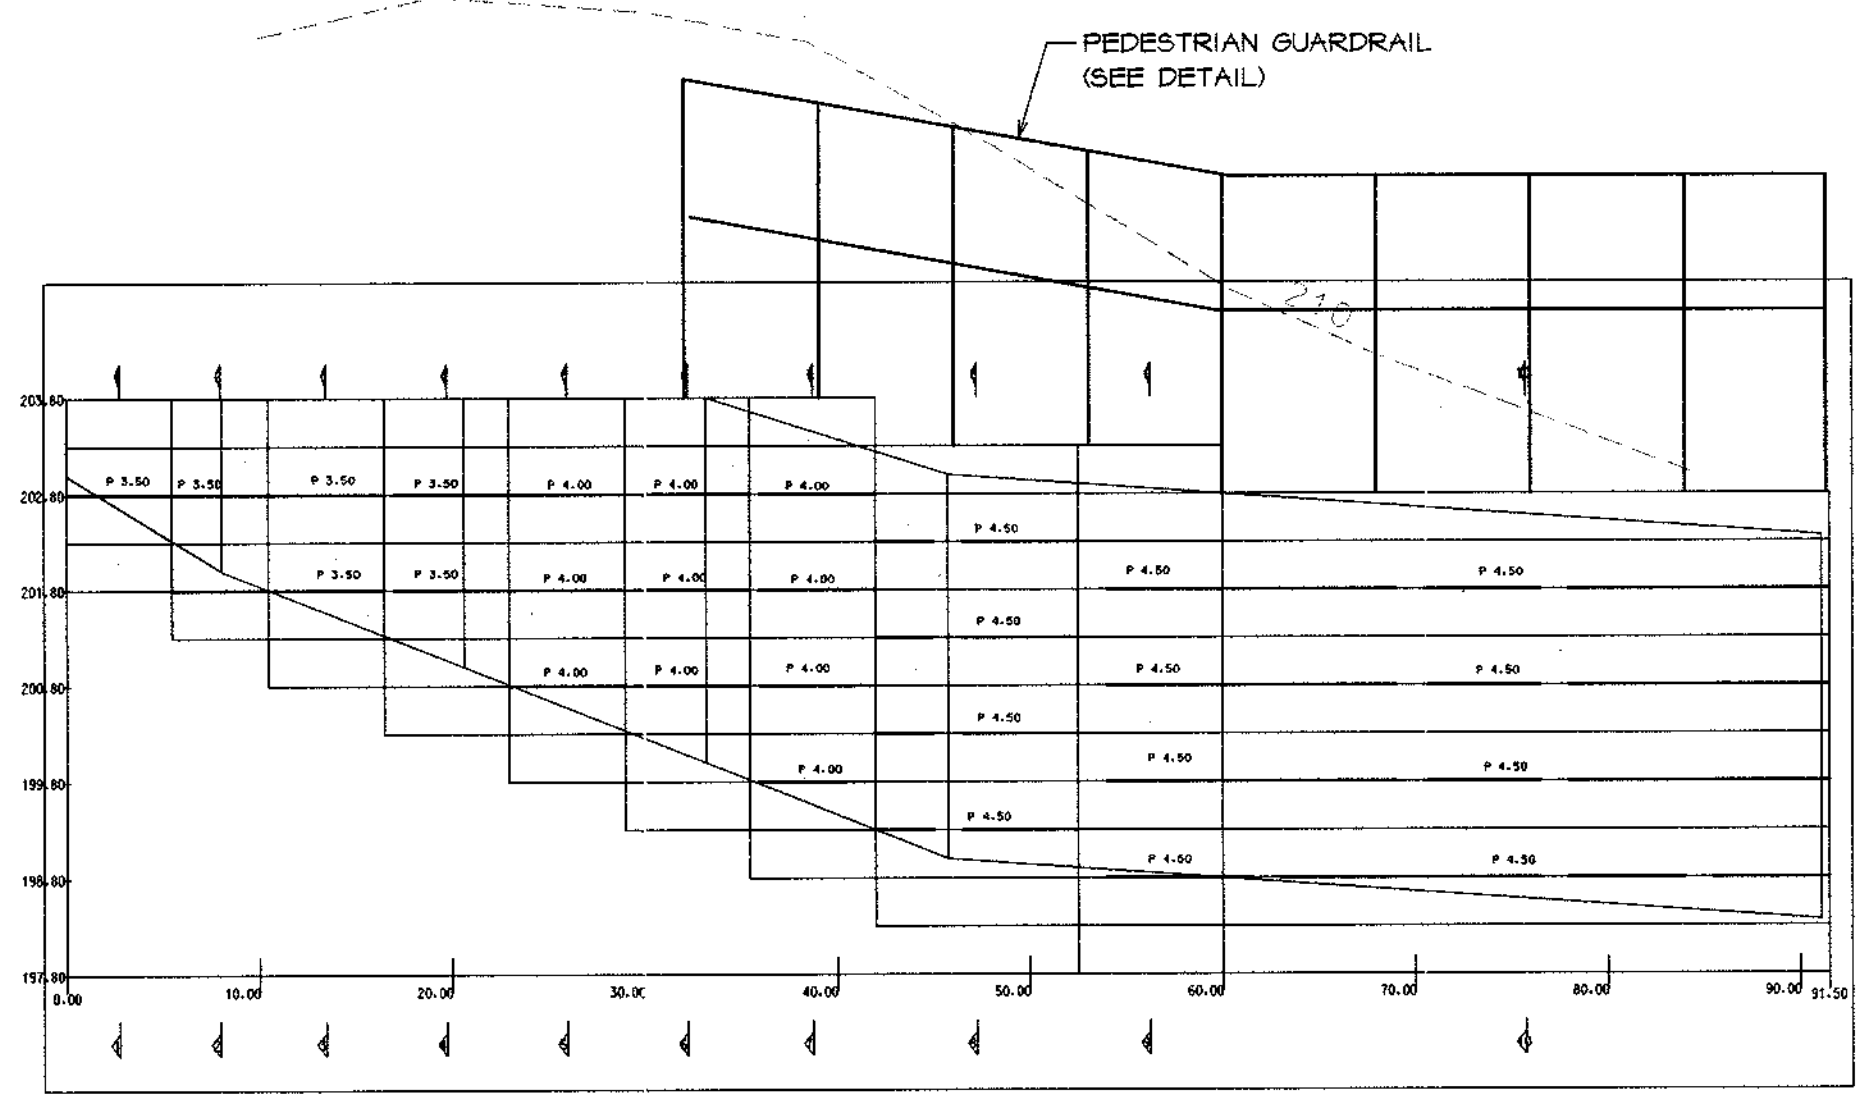 PEDESTRIAN GUARDRAIL
(SEE DETAIL)
210
203.80
P 3.50 P 3.50 P 3.50 P 3.50 P 4.00 P 4.00 P 4.00
202.80
P 4.50
P 3.50 P 3.50 P 4.00 P 4.00 P 4.00 P 4.50 P 4.50
201.80
P 4.50
P 4.00 P 4.00 P 4.00 P 4.50 P 4.50
200.80
P 4.50
P 4.00 P 4.50 P 4.50
199.80
P 4.50
P 4.50 P 4.50
198.80
197.80
0.00 10.00 20.00 30.00 40.00 50.00 60.00 70.00 80.00 90.00 91.50